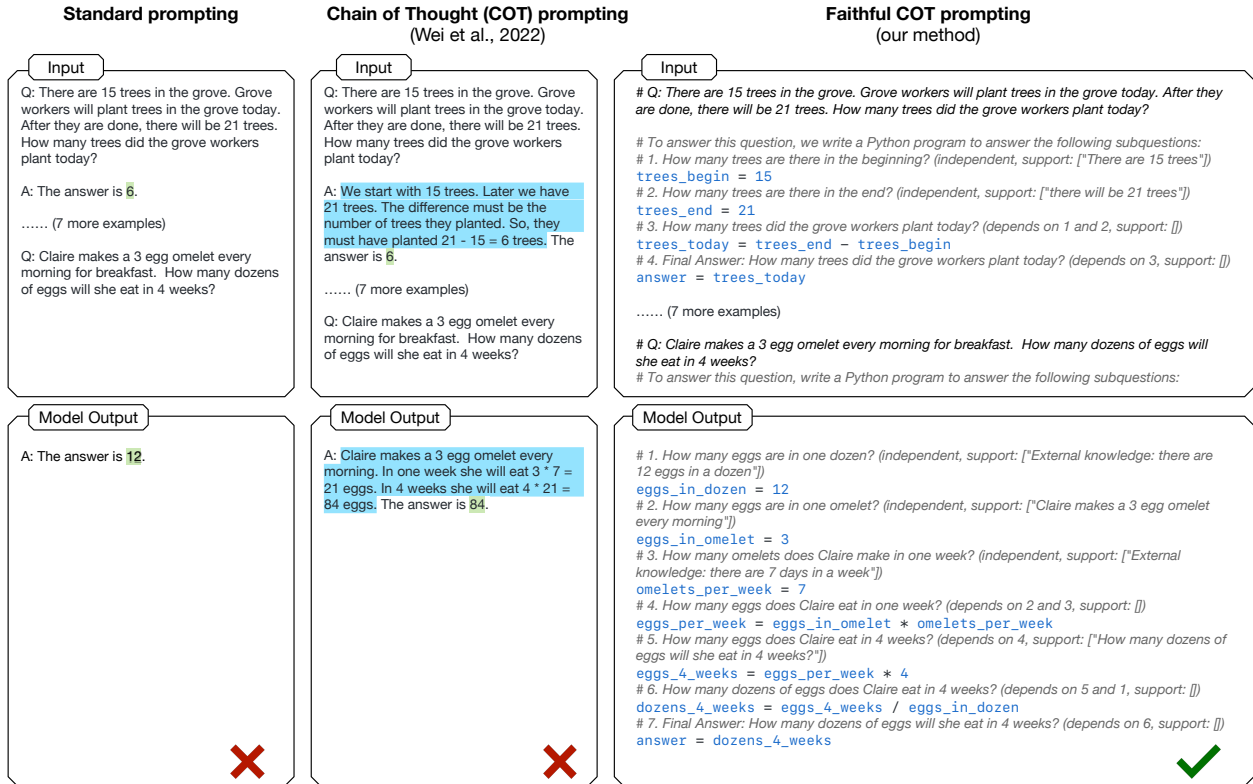 Standard prompting
Input
Q: There are 15 trees in the grove. Grove
workers will plant trees in the grove today.
After they are done, there will be 21 trees.
How many trees did the grove workers
plant today?
A: The answer is 6.
...... (7 more examples)
Q: Claire makes a 3 egg omelet every
morning for breakfast.  How many dozens
of eggs will she eat in 4 weeks?
Model Output
A: The answer is 12.
Chain of Thought (COT) prompting
(Wei et al., 2022)
Input
Q: There are 15 trees in the grove. Grove
workers will plant trees in the grove today.
After they are done, there will be 21 trees.
How many trees did the grove workers
plant today?
A: We start with 15 trees. Later we have
21 trees. The difference must be the
number of trees they planted. So, they
must have planted 21 - 15 = 6 trees. The
answer is 6.
...... (7 more examples)
Q: Claire makes a 3 egg omelet every
morning for breakfast.  How many dozens
of eggs will she eat in 4 weeks?
Model Output
A: Claire makes a 3 egg omelet every
morning. In one week she will eat 3 * 7 =
21 eggs. In 4 weeks she will eat 4 * 21 =
84 eggs. The answer is 84.
Faithful COT prompting
(our method)
Input
# Q: There are 15 trees in the grove. Grove workers will plant trees in the grove today. After they
are done, there will be 21 trees. How many trees did the grove workers plant today?
# To answer this question, we write a Python program to answer the following subquestions:
# 1. How many trees are there in the beginning? (independent, support: ["There are 15 trees"])
trees_begin = 15
# 2. How many trees are there in the end? (independent, support: ["there will be 21 trees"])
trees_end = 21
# 3. How many trees did the grove workers plant today? (depends on 1 and 2, support: [])
trees_today = trees_end - trees_begin
# 4. Final Answer: How many trees did the grove workers plant today? (depends on 3, support: [])
answer = trees_today
...... (7 more examples)
# Q: Claire makes a 3 egg omelet every morning for breakfast.  How many dozens of eggs will
she eat in 4 weeks?
# To answer this question, write a Python program to answer the following subquestions:
Model Output
# 1. How many eggs are in one dozen? (independent, support: ["External knowledge: there are
12 eggs in a dozen"])
eggs_in_dozen = 12
# 2. How many eggs are in one omelet? (independent, support: ["Claire makes a 3 egg omelet
every morning"])
eggs_in_omelet = 3
# 3. How many omelets does Claire make in one week? (independent, support: ["External
knowledge: there are 7 days in a week"])
omelets_per_week = 7
# 4. How many eggs does Claire eat in one week? (depends on 2 and 3, support: [])
eggs_per_week = eggs_in_omelet * omelets_per_week
# 5. How many eggs does Claire eat in 4 weeks? (depends on 4, support: ["How many dozens of
eggs will she eat in 4 weeks?"])
eggs_4_weeks = eggs_per_week * 4
# 6. How many dozens of eggs does Claire eat in 4 weeks? (depends on 5 and 1, support: [])
dozens_4_weeks = eggs_4_weeks / eggs_in_dozen
# 7. Final Answer: How many dozens of eggs will she eat in 4 weeks? (depends on 6, support: [])
answer = dozens_4_weeks